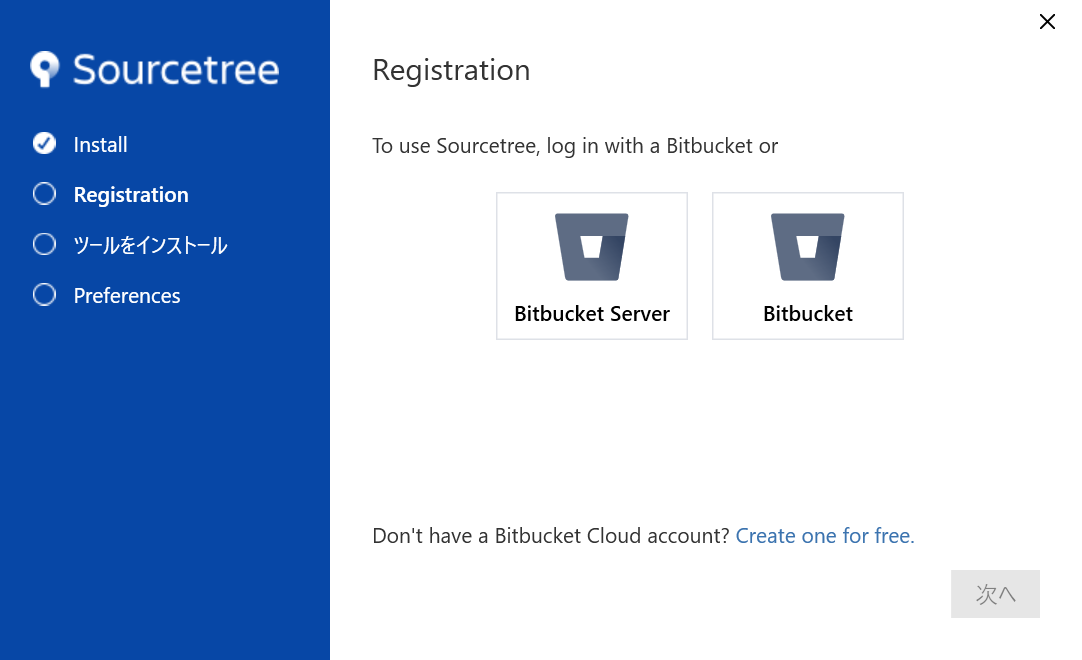 Sourcetree
Install
Registration
ツールをインストール
Preferences
Registration
To use Sourcetree, log in with a Bitbucket or
Bitbucket Server
Bitbucket
Don't have a Bitbucket Cloud account? Create one for free.
次へ